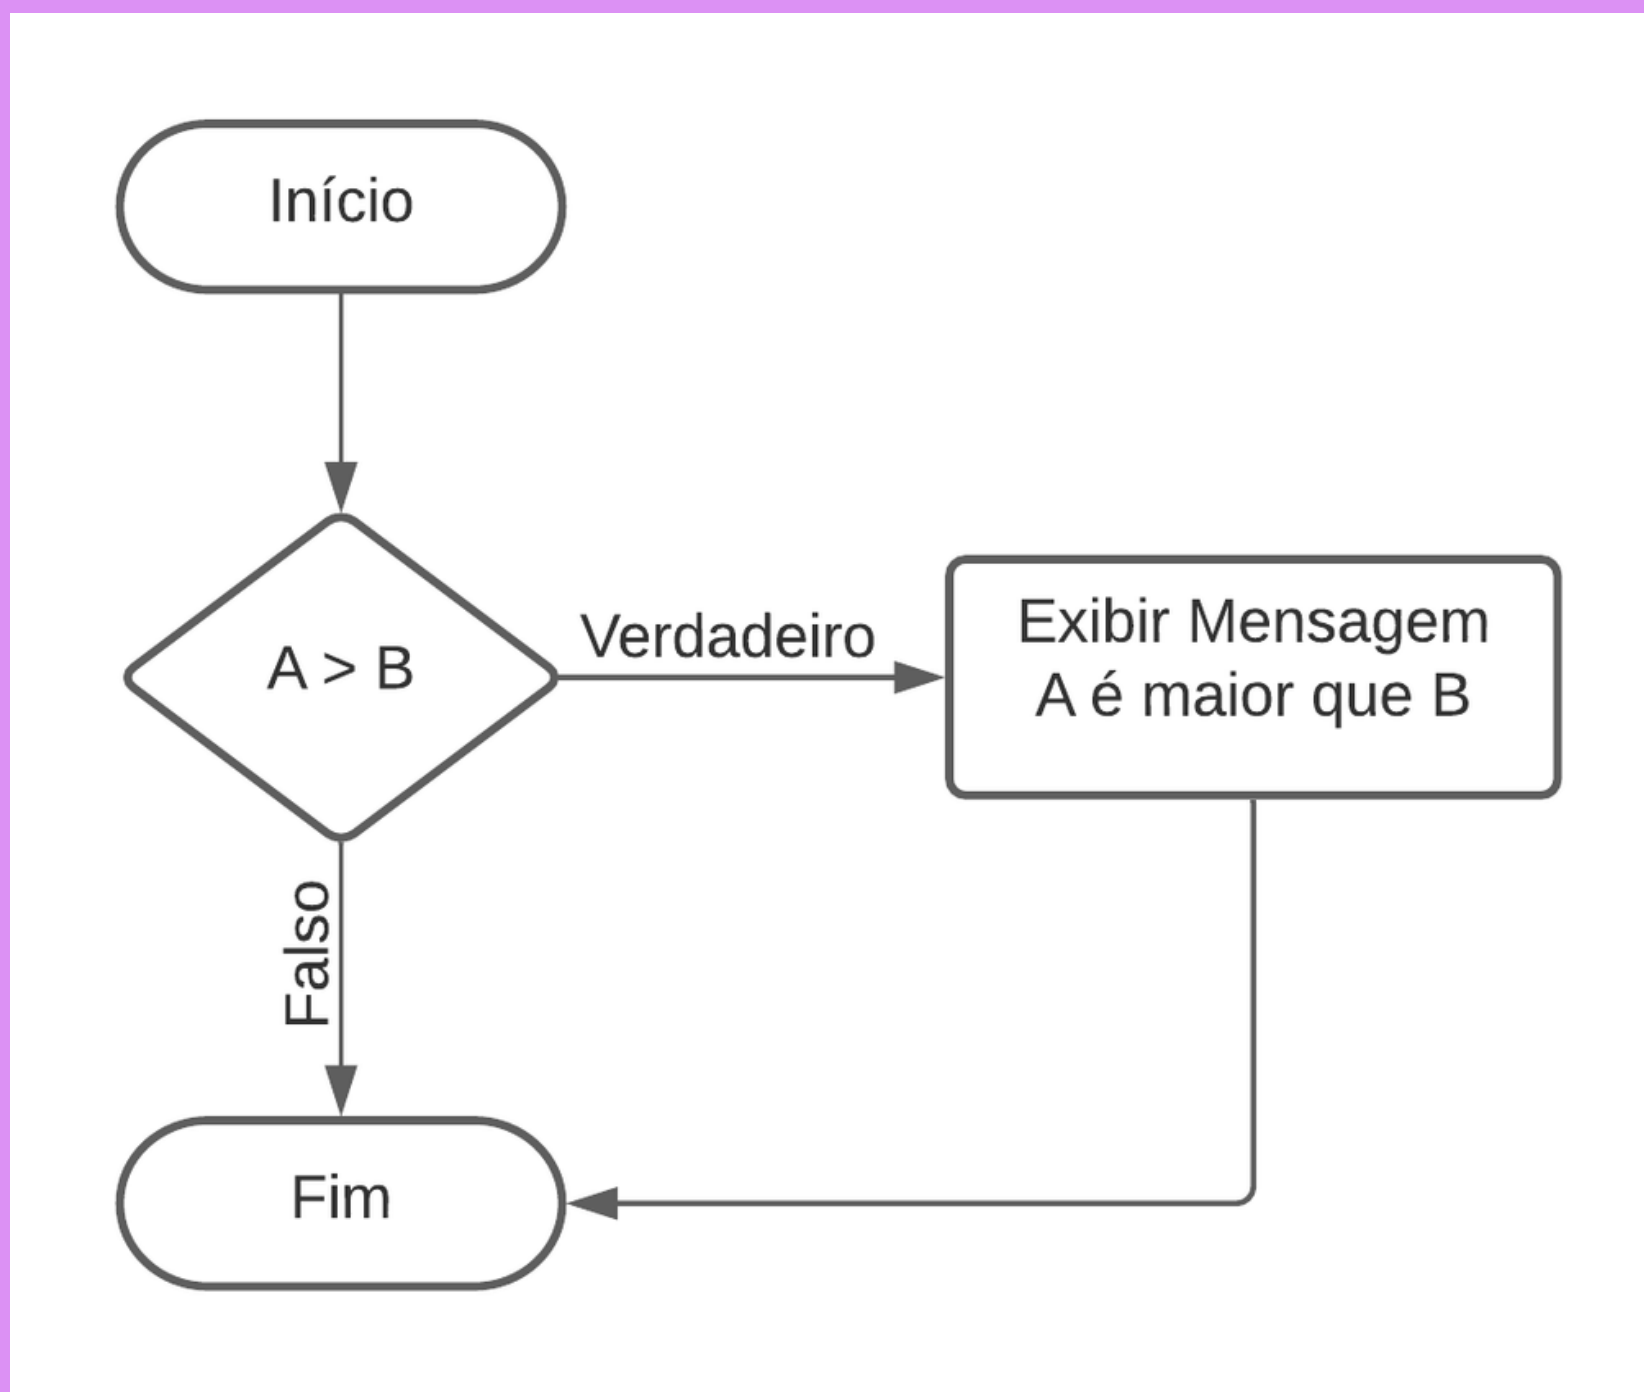 Início
A > B
Verdadeiro
Exibir Mensagem
A é maior que B
Falso
Fim